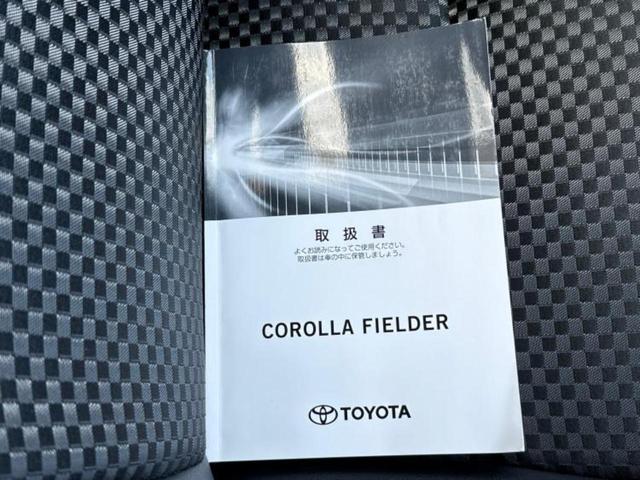 取扱書
よくお読みになってご使用ください。
取扱書は車の中に保管しましょう。
COROLLA FIELDER
TOYOTA